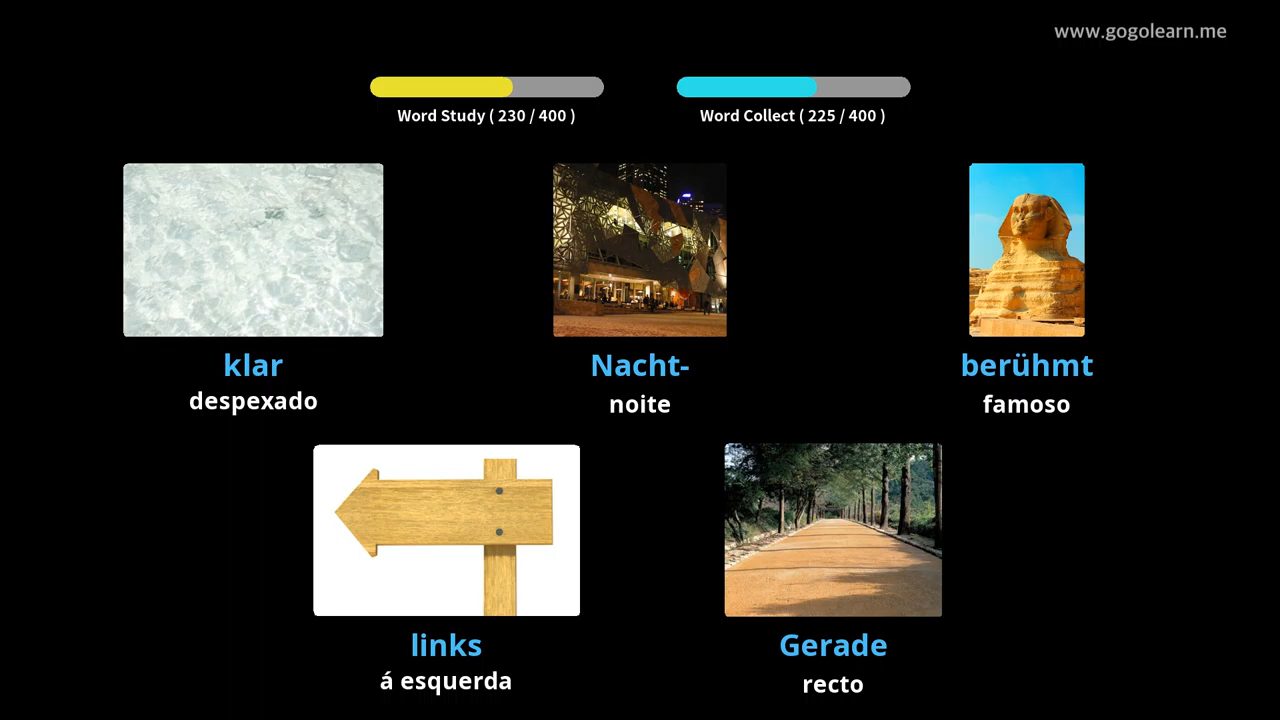 www.gogolearn.me
Word Study ( 230 / 400 )
Word Collect ( 225 / 400 )
klar
despexado
Nacht-
noite
berühmt
famoso
links
á esquerda
Gerade
recto